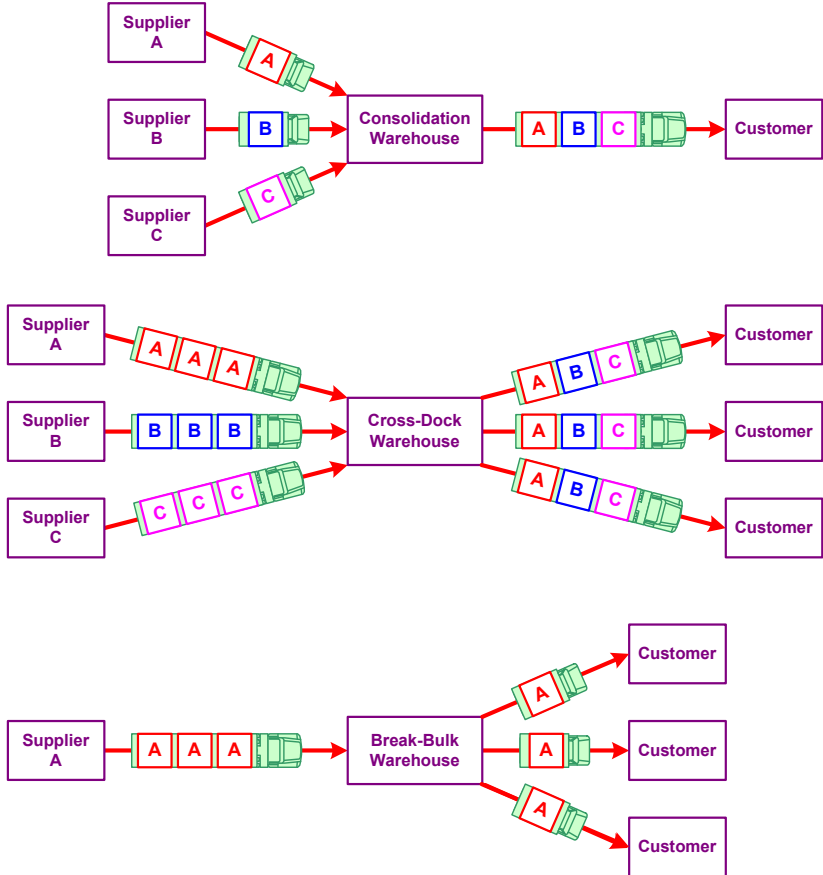 Supplier
A
A
Supplier
B
B
Consolidation
Warehouse
A B C
Customer
Supplier
C
C
Supplier
A
A A A
A B C
Customer
Supplier
B
B B B
Cross-Dock
Warehouse
A B C
Customer
Supplier
C
C C C
A B C
Customer
A
Customer
Supplier
A
A A A
Break-Bulk
Warehouse
A
Customer
A
Customer